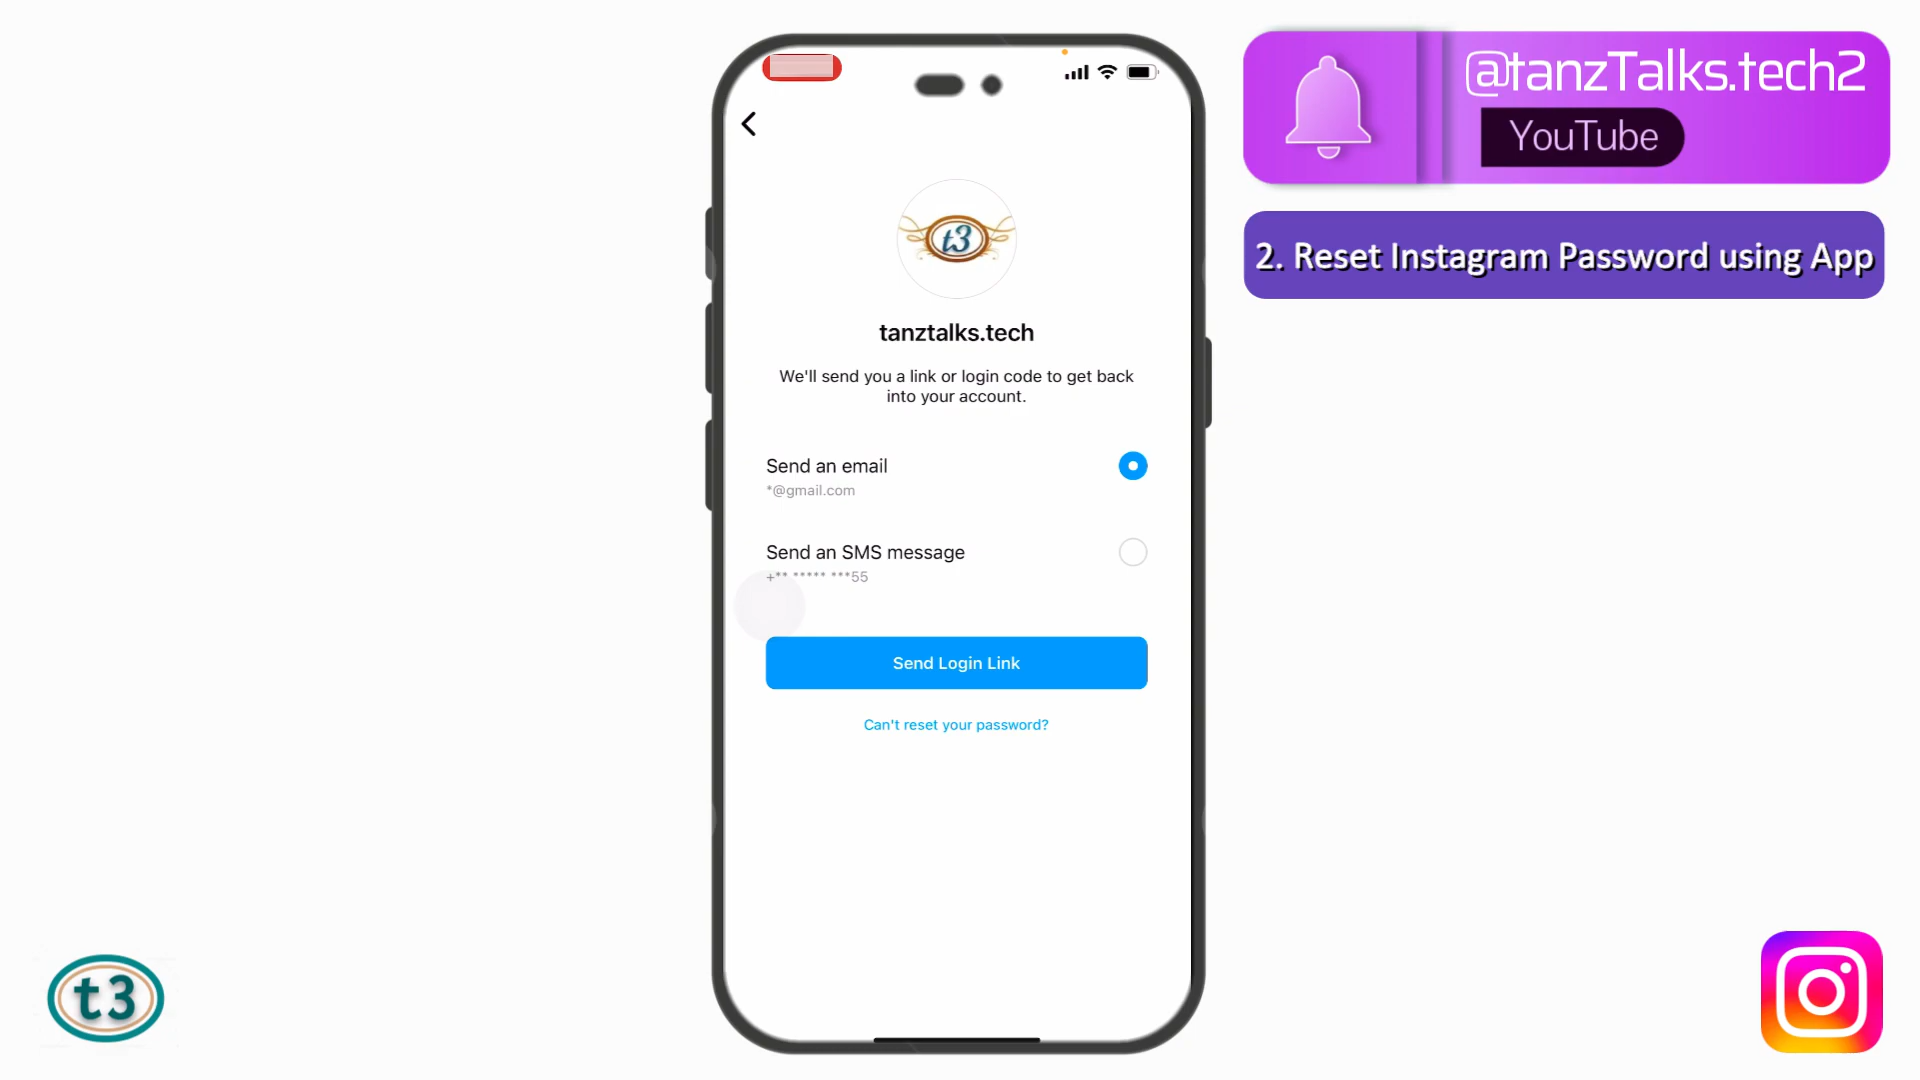 @tanzTalks.tech2
YouTube
2. Reset Instagram Password using App
t3
tanztalks.tech
We'll send you a link or login code to get back
into your account.
Send an email
*@gmail.com
Send an SMS message
+** ***** ***55
Send Login Link
Can't reset your password?
t3